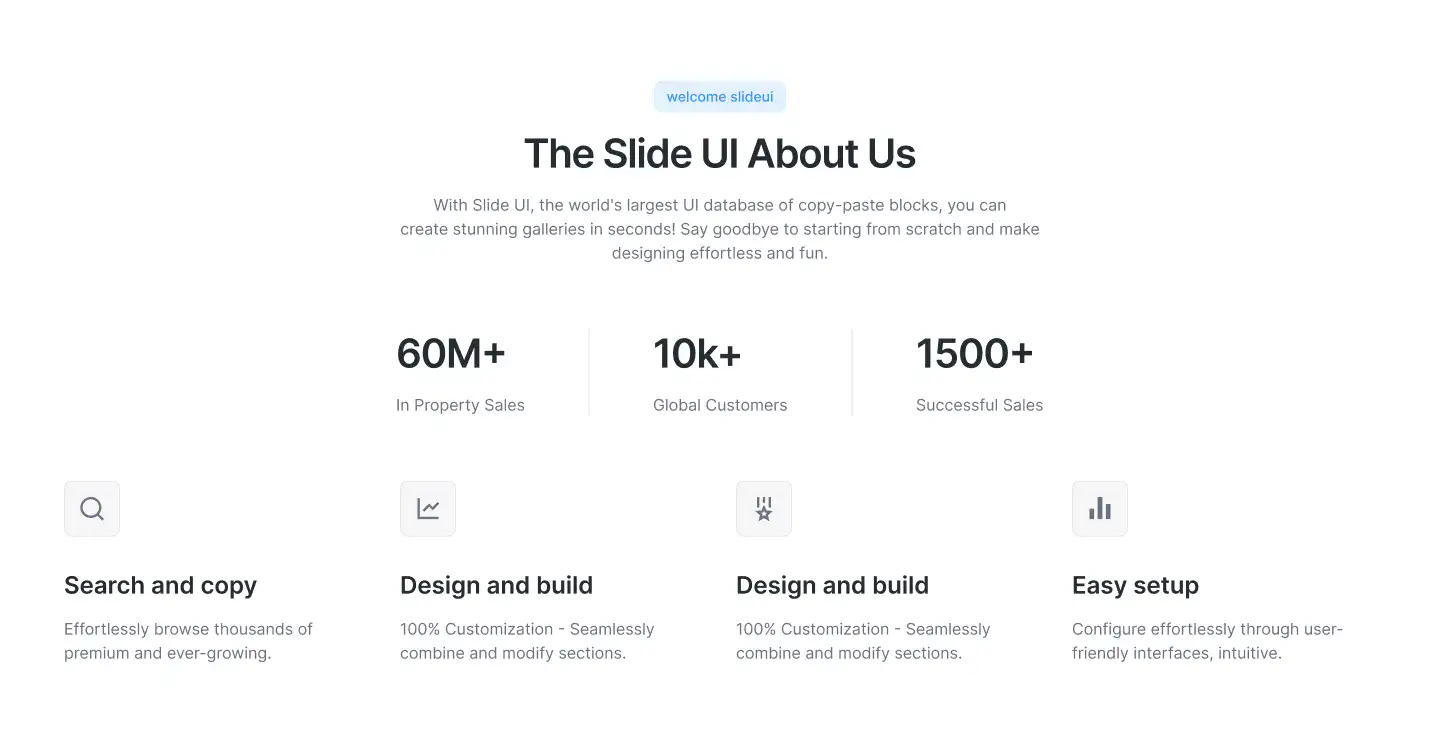 welcome slideui
The Slide UI About Us
With Slide UI, the world's largest UI database of copy-paste blocks, you can
create stunning galleries in seconds! Say goodbye to starting from scratch and make
designing effortless and fun.
60M+
In Property Sales
10k+
Global Customers
1500+
Successful Sales
Search and copy
Effortlessly browse thousands of
premium and ever-growing.
Design and build
100% Customization - Seamlessly
combine and modify sections.
Design and build
100% Customization - Seamlessly
combine and modify sections.
Easy setup
Configure effortlessly through user-
friendly interfaces, intuitive.